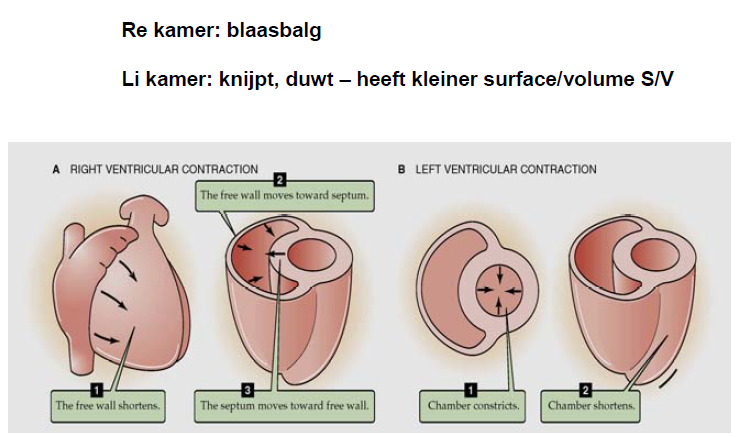 Re kamer: blaasbalg
Li kamer: knijpt, duwt – heeft kleiner surface/volume S/V
A RIGHT VENTRICULAR CONTRACTION
2
The free wall moves toward septum.
1
The free wall shortens.
3
The septum moves toward free wall.
B LEFT VENTRICULAR CONTRACTION
1
Chamber constricts.
2
Chamber shortens.